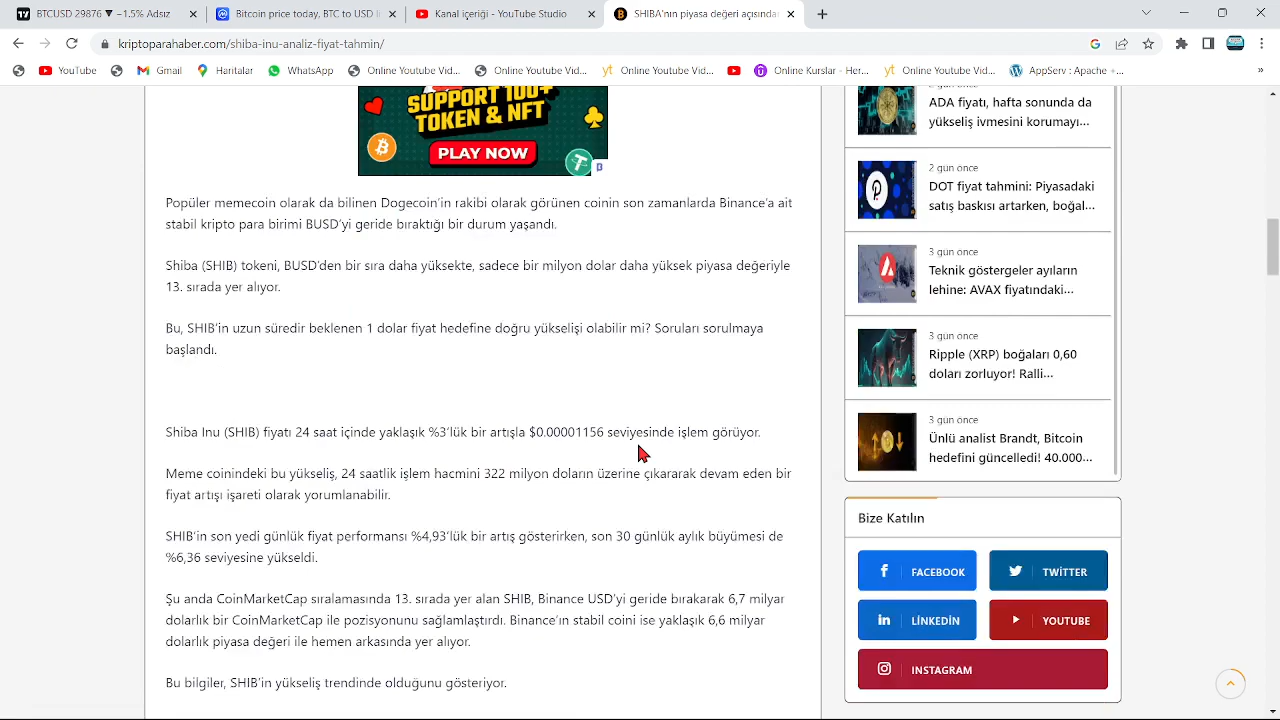 BTCUSD 29876 ▼ −1.5% Adsız
Bitcoin price today, BTC to USD li
Kanal içeriği - YouTube Studio
SHIBA'nın piyasa değeri açısından
kriptoparahaber.com/shiba-inu-analiz-fiyat-tahmin/
YouTube
Gmail
Haritalar
WhatsApp
Online Youtube Vid...
Online Youtube Vid...
Online Youtube Vid...
Online Kurslar - Her...
Online Youtube Vid...
AppServ : Apache +...
»
SUPPORT 100+
TOKEN & NFT
PLAY NOW
Popüler memecoin olarak da bilinen Dogecoin'in rakibi olarak görünen coinin son zamanlarda Binance'a ait
stabil kripto para birimi BUSD'yi geride bıraktığı bir durum yaşandı.
Shiba (SHIB) tokeni, BUSD'den bir sıra daha yüksekte, sadece bir milyon dolar daha yüksek piyasa değeriyle
13. sırada yer alıyor.
Bu, SHIB'in uzun süredir beklenen 1 dolar fiyat hedefine doğru yükselişi olabilir mi? Soruları sorulmaya
başlandı.
Shiba Inu (SHIB) fiyatı 24 saat içinde yaklaşık %3'lük bir artışla $0.00001156 seviyesinde işlem görüyor.
Meme coinindeki bu yükseliş, 24 saatlik işlem hacmini 322 milyon doların üzerine çıkararak devam eden bir
fiyat artışı işareti olarak yorumlanabilir.
SHIB'in son yedi günlük fiyat performansı %4,93'lük bir artış gösterirken, son 30 günlük aylık büyümesi de
%6,36 seviyesine yükseldi.
Şu anda CoinMarketCap sıralamasında 13. sırada yer alan SHIB, Binance USD'yi geride bırakarak 6,7 milyar
dolarlık bir CoinMarketCap ile pozisyonunu sağlamlaştırdı. Binance'ın stabil coini ise yaklaşık 6,6 milyar
dolarlık piyasa değeri ile hemen arkasında yer alıyor.
Bu bilgiler, SHIB'in yükseliş trendinde olduğunu gösteriyor.
2 gün önce
ADA fiyatı, hafta sonunda da
yükseliş ivmesini korumayı...
2 gün önce
DOT fiyat tahmini: Piyasadaki
satış baskısı artarken, boğal...
3 gün önce
Teknik göstergeler ayıların
lehine: AVAX fiyatındaki...
3 gün önce
Ripple (XRP) boğaları 0,60
doları zorluyor! Ralli...
3 gün önce
Ünlü analist Brandt, Bitcoin
hedefini güncelledi! 40.000...
Bize Katılın
FACEBOOK
TWİTTER
LİNKEDİN
YOUTUBE
INSTAGRAM